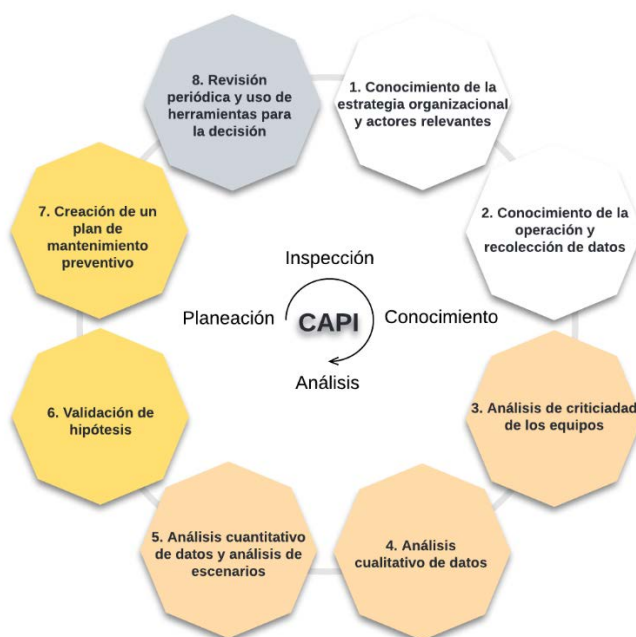 8. Revisión
periódica y uso de
herramientas para
la decisión
1. Conocimiento de la
estrategia organizacional
y actores relevantes
7. Creación de un
plan de
mantenimiento
preventivo
2. Conocimiento de la
operación y
recolección de datos
Inspección
Planeación
CAPI
Conocimiento
Análisis
6. Validación de
hipótesis
3. Análisis de criticiadad
de los equipos
5. Análisis cuantitativo
de datos y análisis de
escenarios
4. Análisis
cualitativo de datos